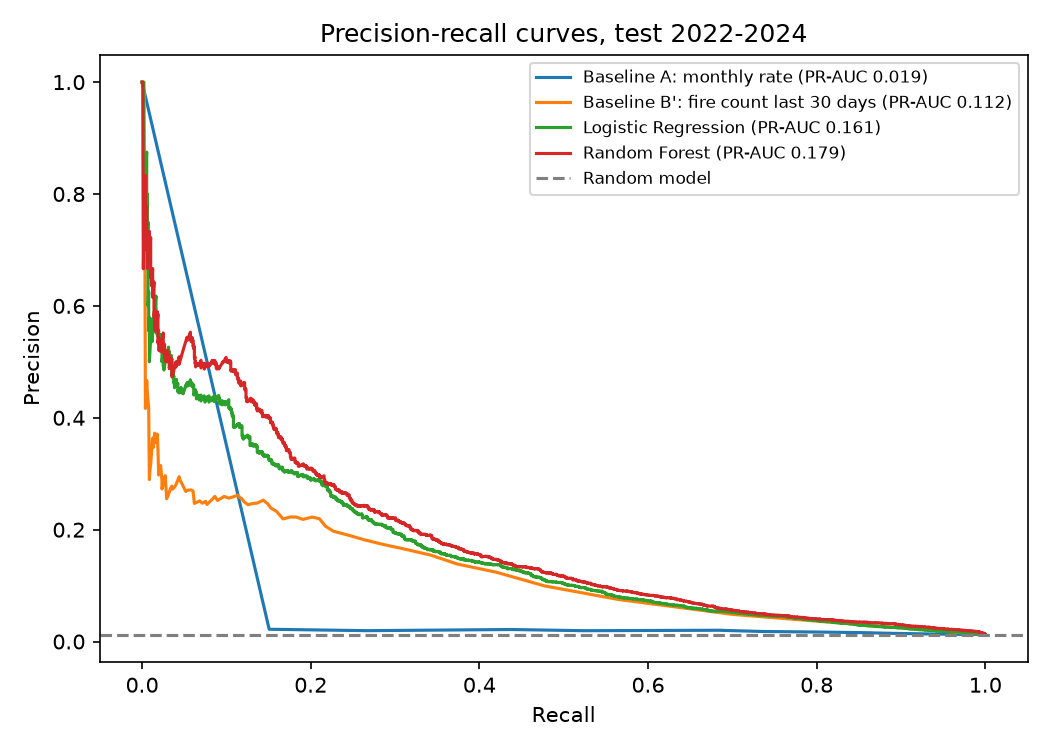 Precision-recall curves, test 2022-2024
Baseline A: monthly rate (PR-AUC 0.019)
Baseline B': fire count last 30 days (PR-AUC 0.112)
Logistic Regression (PR-AUC 0.161)
Random Forest (PR-AUC 0.179)
Random model
Precision
1.0
0.8
0.6
0.4
0.2
0.0
0.0 0.2 0.4 0.6 0.8 1.0
Recall